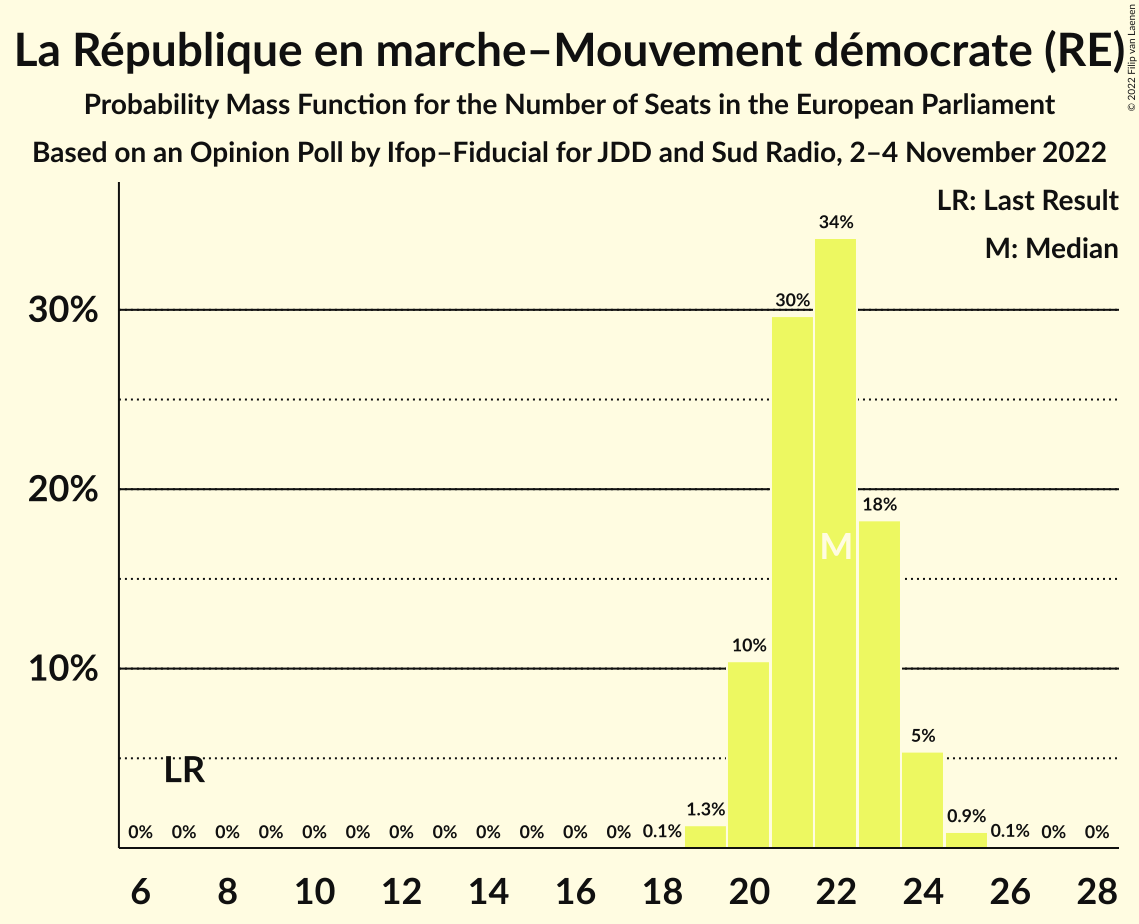 La République en marche–Mouvement démocrate (RE)
© 2022 Filip van Laenen
Probability Mass Function for the Number of Seats in the European Parliament
Based on an Opinion Poll by Ifop–Fiducial for JDD and Sud Radio, 2–4 November 2022
LR: Last Result
M: Median
34%
30%
30%
20%
18%
M
10%
10%
5%
LR
1.3%
0.9%
0% 0% 0% 0% 0% 0% 0% 0% 0% 0% 0% 0% 0.1% 0.1% 0% 0%
6 8 10 12 14 16 18 20 22 24 26 28